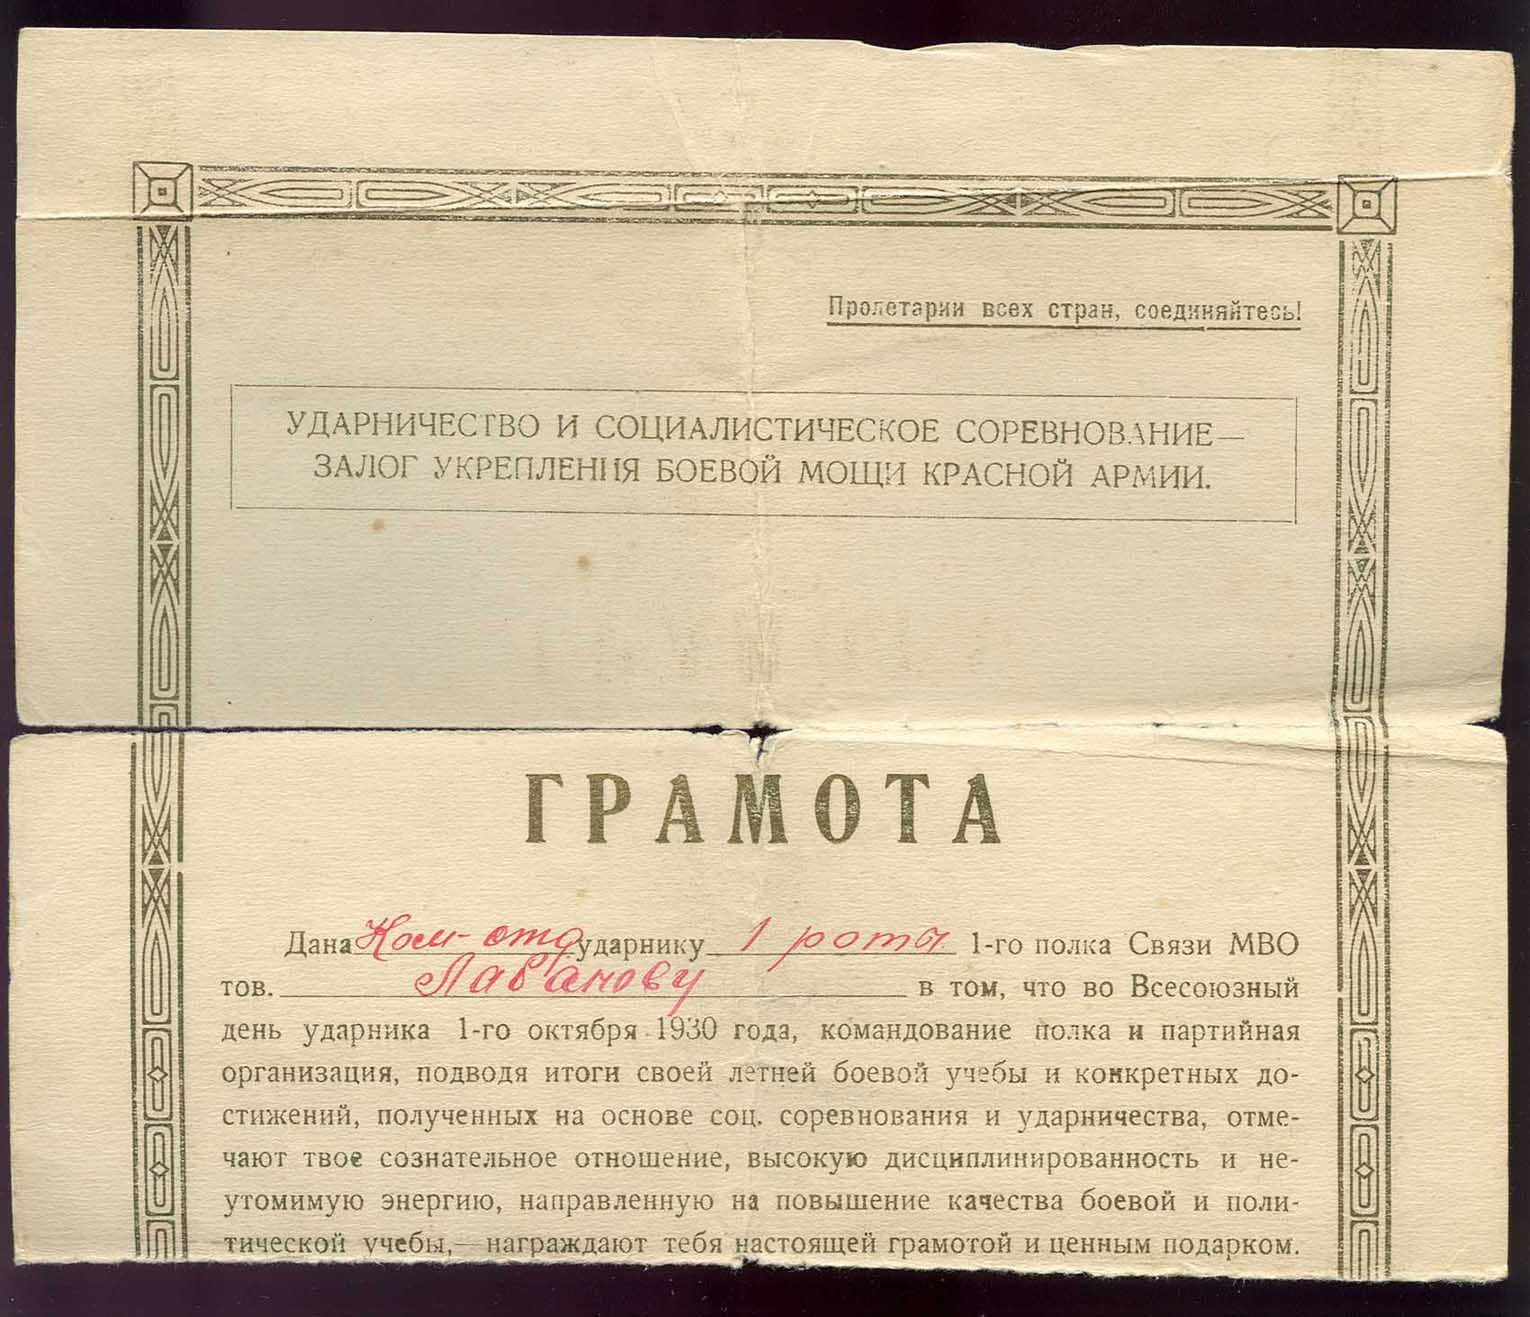 Пролетарии всех стран, соединяйтесь!
УДАРНИЧЕСТВО И СОЦИАЛИСТИЧЕСКОЕ СОРЕВНОВАНИЕ—
ЗАЛОГ УКРЕПЛЕНИЯ БОЕВОЙ МОЩИ КРАСНОЙ АРМИИ.
ГРАМОТА
Дана Ком-отд ударнику 1 роты 1-го полка Связи МВО
тов. Лабанову в том, что во Всесоюзный
день ударника 1-го октября 1930 года, командование полка и партийная
организация, подводя итоги своей летней боевой учебы и конкретных до-
стижений, полученных на основе соц. соревнования и ударничества, отме-
чают твое сознательное отношение, высокую дисциплинированность и не-
утомимую энергию, направленную на повышение качества боевой и поли-
тической учебы,—награждают тебя настоящей грамотой и ценным подарком.